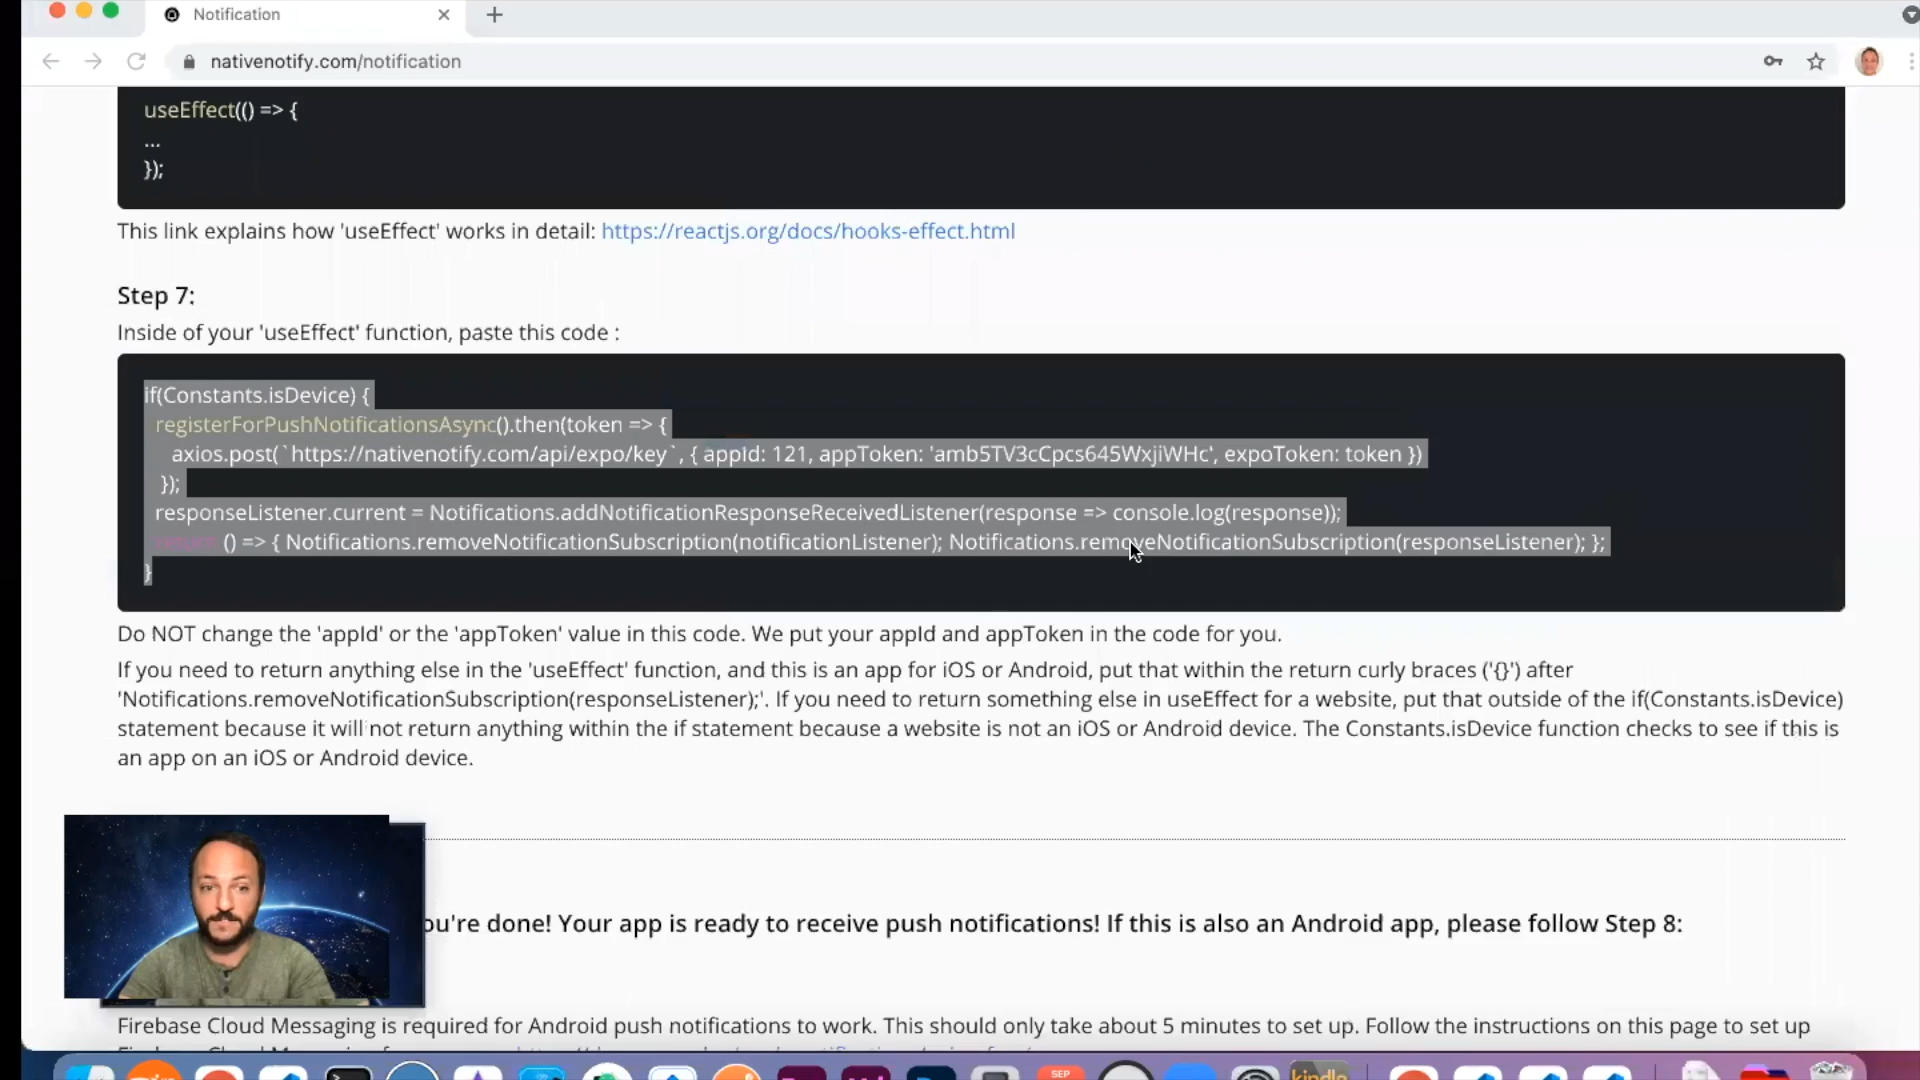 Notification
nativenotify.com/notification
useEffect(() => {
...
});
This link explains how 'useEffect' works in detail: https://reactjs.org/docs/hooks-effect.html
Step 7:
Inside of your 'useEffect' function, paste this code :
if(Constants.isDevice) {
registerForPushNotificationsAsync().then(token => {
axios.post(`https://nativenotify.com/api/expo/key`, { appId: 121, appToken: 'amb5TV3cCpcs645WxjiWHc', expoToken: token })
});
responseListener.current = Notifications.addNotificationResponseReceivedListener(response => console.log(response));
return () => { Notifications.removeNotificationSubscription(notificationListener); Notifications.removeNotificationSubscription(responseListener); };
}
Do NOT change the 'appId' or the 'appToken' value in this code. We put your appId and appToken in the code for you.
If you need to return anything else in the 'useEffect' function, and this is an app for iOS or Android, put that within the return curly braces ('{}') after
'Notifications.removeNotificationSubscription(responseListener);'. If you need to return something else in useEffect for a website, put that outside of the if(Constants.isDevice)
statement because it will not return anything within the if statement because a website is not an iOS or Android device. The Constants.isDevice function checks to see if this is
an app on an iOS or Android device.
ou're done! Your app is ready to receive push notifications! If this is also an Android app, please follow Step 8:
Firebase Cloud Messaging is required for Android push notifications to work. This should only take about 5 minutes to set up. Follow the instructions on this page to set up
SEP
kindle